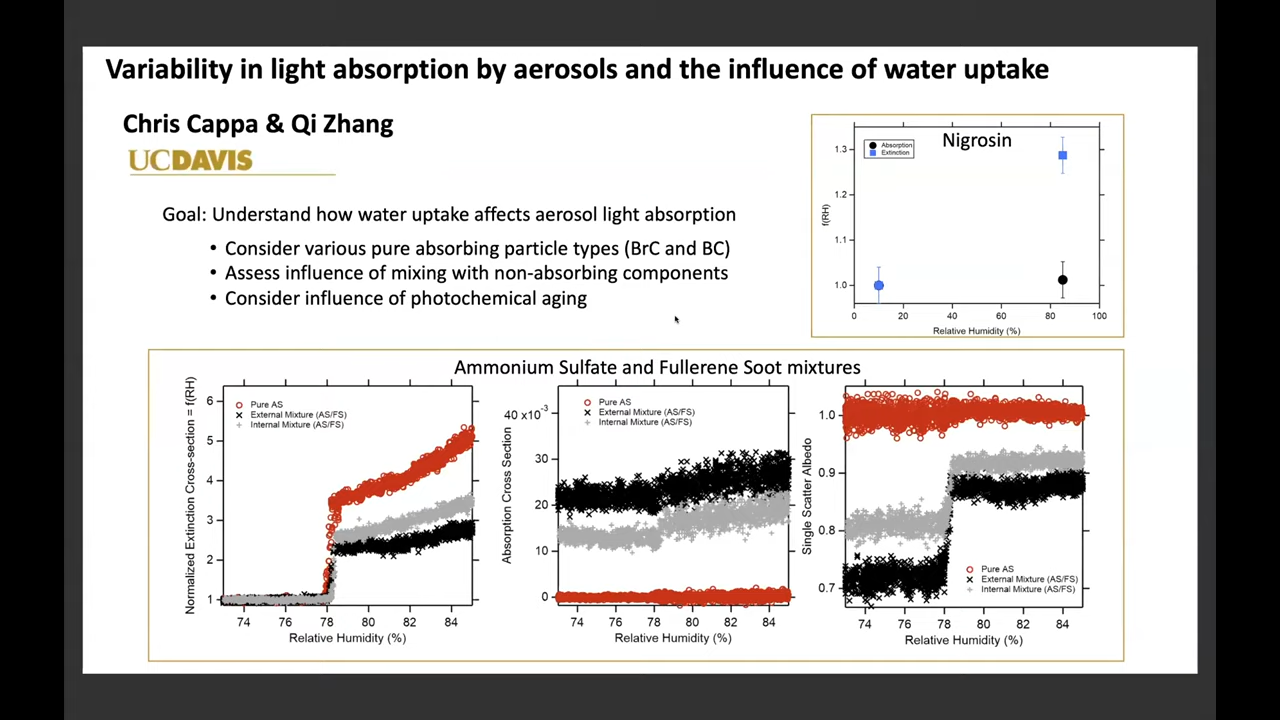 Variability in light absorption by aerosols and the influence of water uptake
Chris Cappa & Qi Zhang
UCDAVIS
Goal: Understand how water uptake affects aerosol light absorption
• Consider various pure absorbing particle types (BrC and BC)
• Assess influence of mixing with non-absorbing components
• Consider influence of photochemical aging
Nigrosin
Absorption
Extinction
f(RH)
1.3
1.2
1.1
1.0
0 20 40 60 80 100
Relative Humidity (%)
Ammonium Sulfate and Fullerene Soot mixtures
Normalized Extinction Cross-section = f(RH)
6
5
4
3
2
1
Pure AS
External Mixture (AS/FS)
Internal Mixture (AS/FS)
74 76 78 80 82 84
Relative Humidity (%)
Absorption Cross Section
40 x10⁻³
30
20
10
0
Pure AS
External Mixture (AS/FS)
Internal Mixture (AS/FS)
74 76 78 80 82 84
Relative Humidity (%)
Single Scatter Albedo
1.0
0.9
0.8
0.7
Pure AS
External Mixture (AS/FS)
Internal Mixture (AS/FS)
74 76 78 80 82 84
Relative Humidity (%)